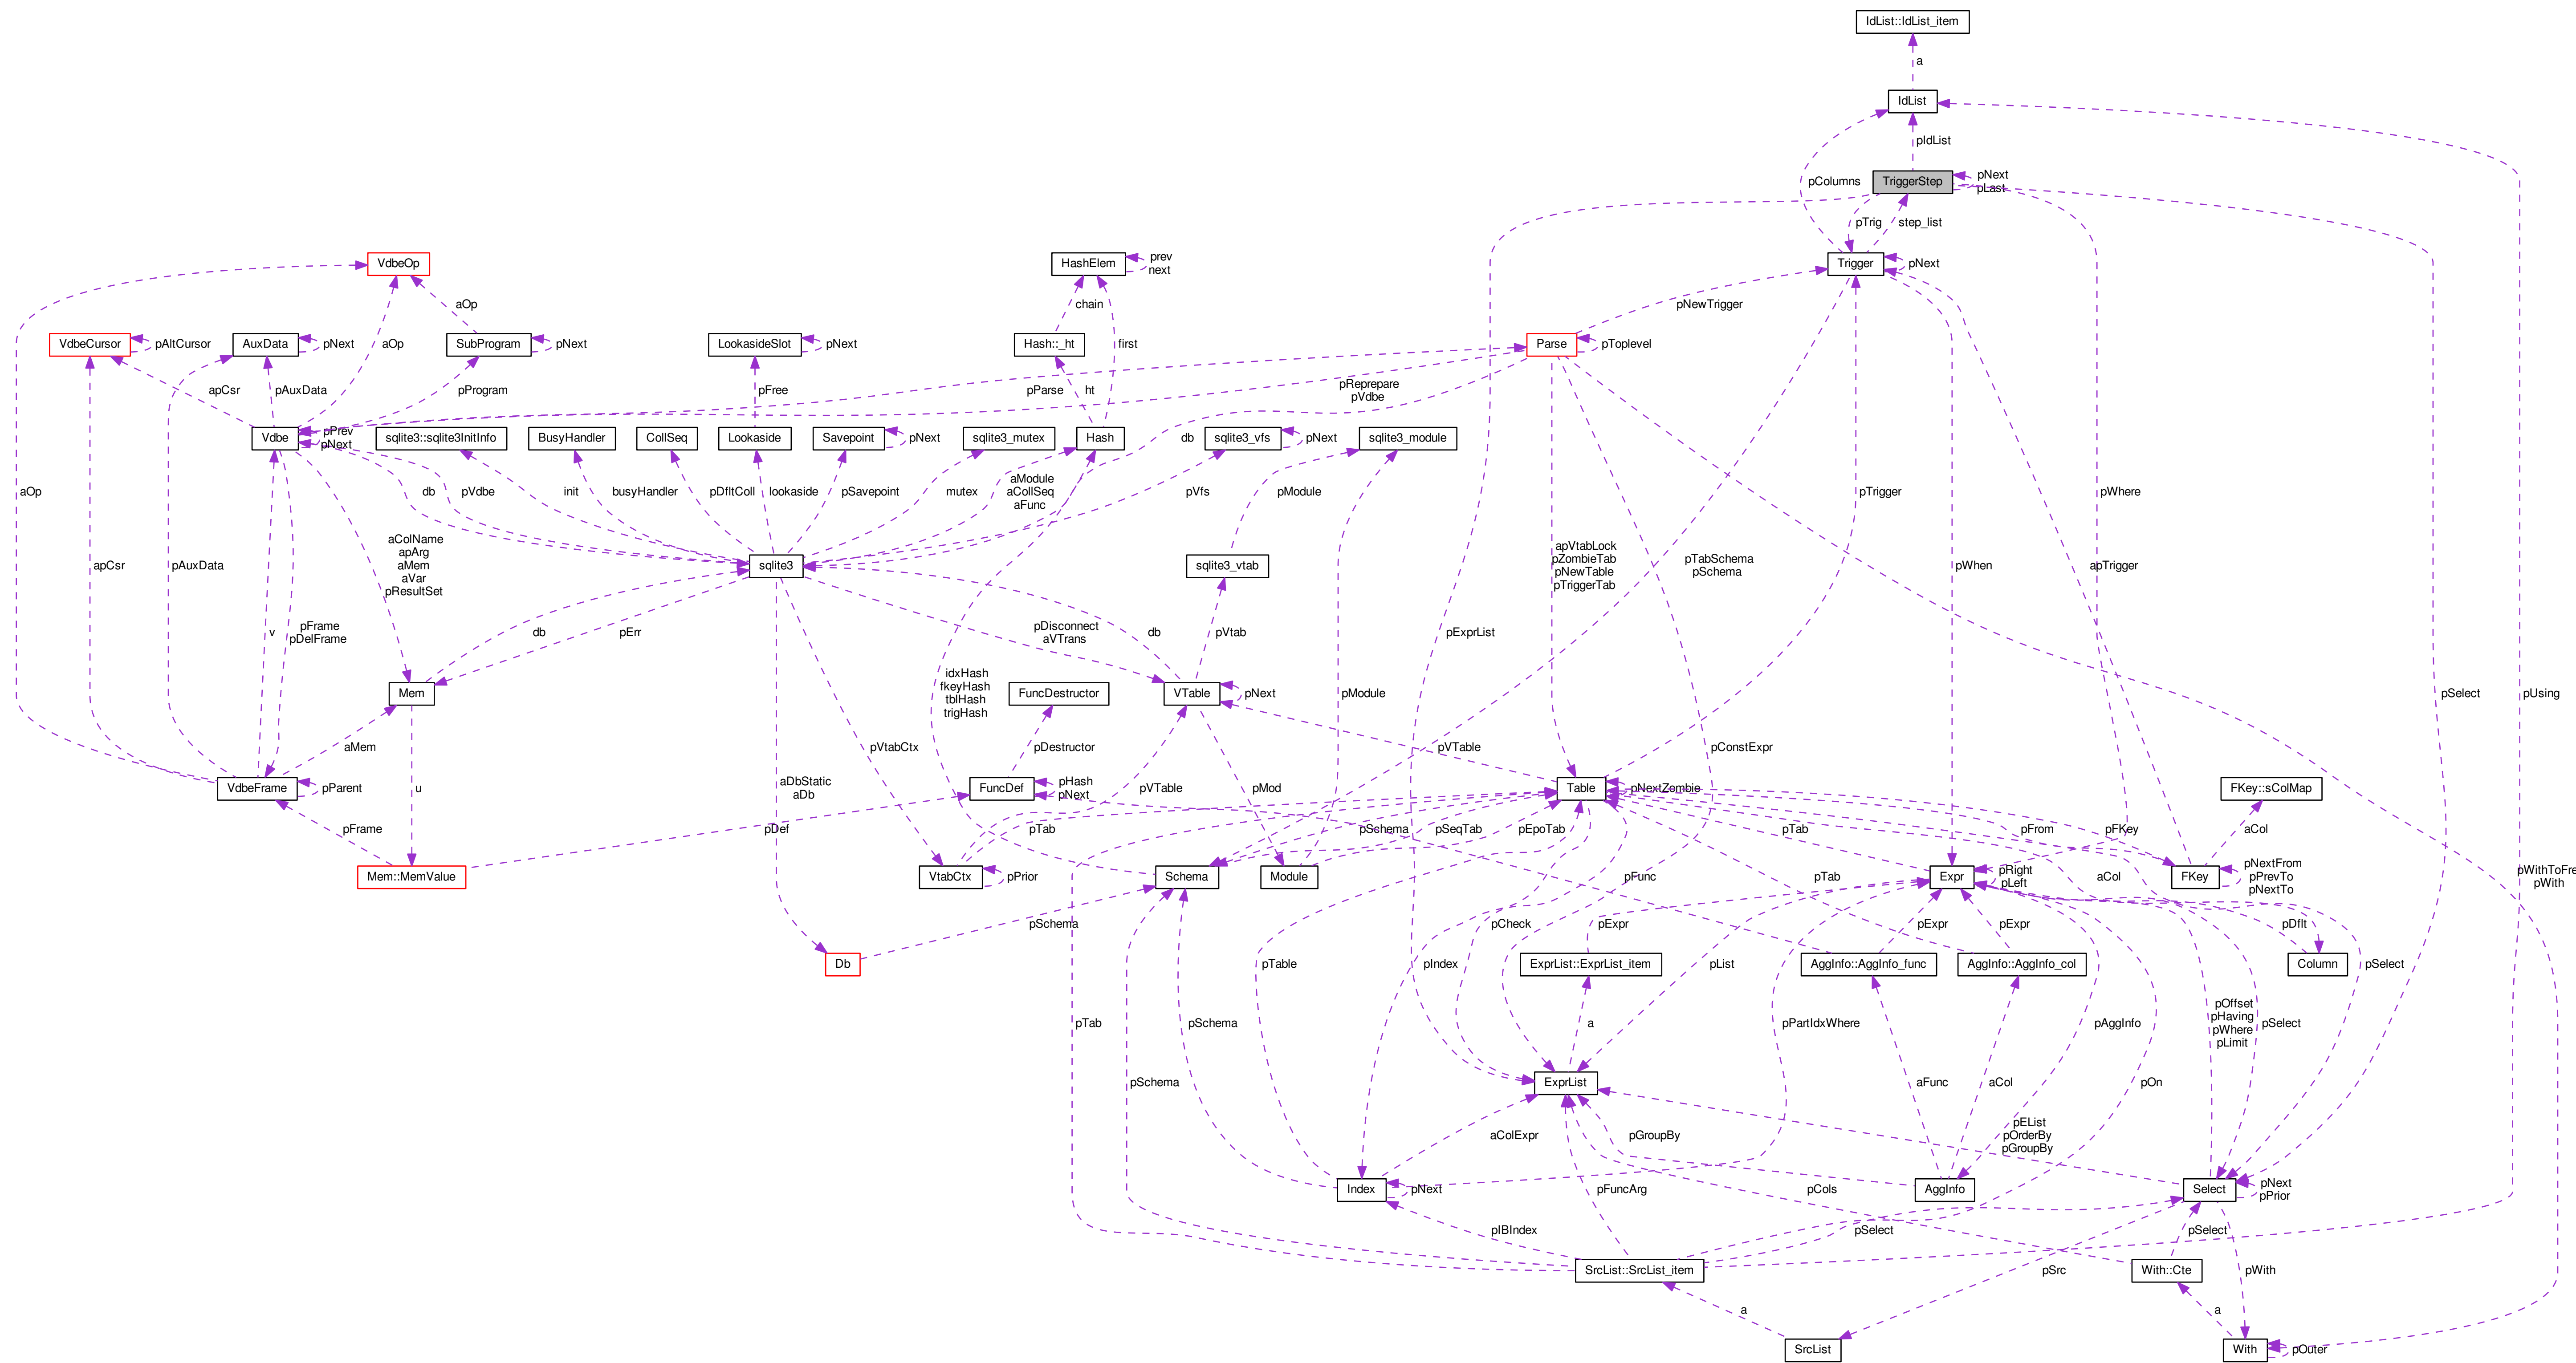 IdList::IdList_item
a
IdList
pIdList
TriggerStep
pNext
pLast
pColumns
pTrig
step_list
VdbeOp
HashElem
prev
next
Trigger
pNext
aOp
chain
pNewTrigger
VdbeCursor
pAltCursor
AuxData
pNext
aOp
SubProgram
pNext
LookasideSlot
pNext
Hash::_ht
first
Parse
pToplevel
apCsr
pAuxData
pProgram
pFree
ht
pParse
pReprepare
pVdbe
Vdbe
pPrev
pNext
sqlite3::sqlite3InitInfo
BusyHandler
CollSeq
Lookaside
Savepoint
pNext
sqlite3_mutex
Hash
db
sqlite3_vfs
pNext
sqlite3_module
aOp
db
pVdbe
init
busyHandler
pDfltColl
lookaside
pSavepoint
mutex
aModule
aCollSeq
aFunc
pVfs
pModule
pTrigger
pWhere
apCsr
pAuxData
aColName
apArg
aMem
aVar
pResultSet
sqlite3
sqlite3_vtab
apVtabLock
pZombieTab
pNewTable
pTriggerTab
pTabSchema
pSchema
pWhen
apTrigger
v
pFrame
pDelFrame
db
pErr
pDisconnect
aVTrans
db
pVtab
pExprList
Mem
idxHash
fkeyHash
tblHash
trigHash
FuncDestructor
VTable
pNext
pModule
pSelect
pUsing
aMem
pVtabCtx
pDestructor
pVTable
pConstExpr
VdbeFrame
pParent
u
aDbStatic
aDb
FuncDef
pHash
pNext
pVTable
pMod
Table
pNextZombie
FKey::sColMap
pFrame
pDef
pTab
pSchema
pSeqTab
pEpoTab
pTab
pFrom
pFKey
aCol
Mem::MemValue
VtabCtx
pPrior
Schema
Module
pFunc
pTab
Expr
pRight
pLeft
aCol
FKey
pNextFrom
pPrevTo
pNextTo
pWithToFre
pWith
pSchema
pCheck
pExpr
pExpr
pExpr
pDflt
Db
pTable
pIndex
ExprList::ExprList_item
pList
AggInfo::AggInfo_func
AggInfo::AggInfo_col
Column
pSelect
pTab
pSchema
a
pPartIdxWhere
pAggInfo
pOffset
pHaving
pWhere
pLimit
pSelect
pSchema
ExprList
aFunc
aCol
pOn
aColExpr
pGroupBy
pEList
pOrderBy
pGroupBy
Index
pNext
pFuncArg
pCols
AggInfo
Select
pNext
pPrior
pIBIndex
pSelect
pSelect
SrcList::SrcList_item
pSrc
With::Cte
pWith
a
a
SrcList
With
pOuter